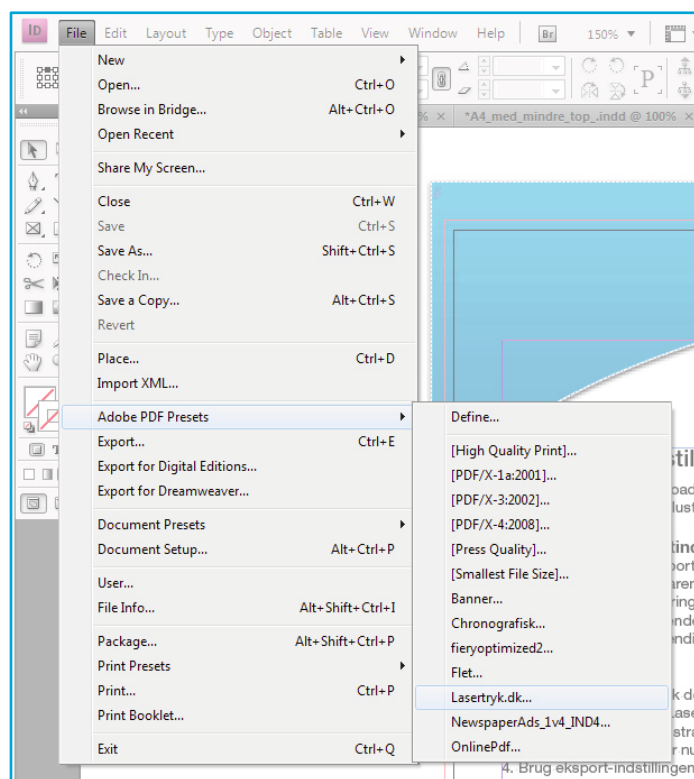 ID File Edit Layout Type Object Table View Window Help Br 150%
New
Open... Ctrl+O
Browse in Bridge... Alt+Ctrl+O
Open Recent
Share My Screen...
Close Ctrl+W
Save Ctrl+S
Save As... Shift+Ctrl+S
Check In...
Save a Copy... Alt+Ctrl+S
Revert
Place... Ctrl+D
Import XML...
Adobe PDF Presets
Export... Ctrl+E
Export for Digital Editions...
Export for Dreamweaver...
Document Presets
Document Setup... Alt+Ctrl+P
User...
File Info... Alt+Shift+Ctrl+I
Package... Alt+Shift+Ctrl+P
Print Presets
Print... Ctrl+P
Print Booklet...
Exit Ctrl+Q
% × *A4_med_mindre_top_.indd @ 100% ×
Define...
[High Quality Print]...
[PDF/X-1a:2001]...
[PDF/X-3:2002]...
[PDF/X-4:2008]...
[Press Quality]...
[Smallest File Size]...
Banner...
Chronografisk...
fieryoptimized2...
Flet...
Lasertryk.dk...
NewspaperAds_1v4_IND4...
OnlinePdf...
4. Brug eksport-indstillingen